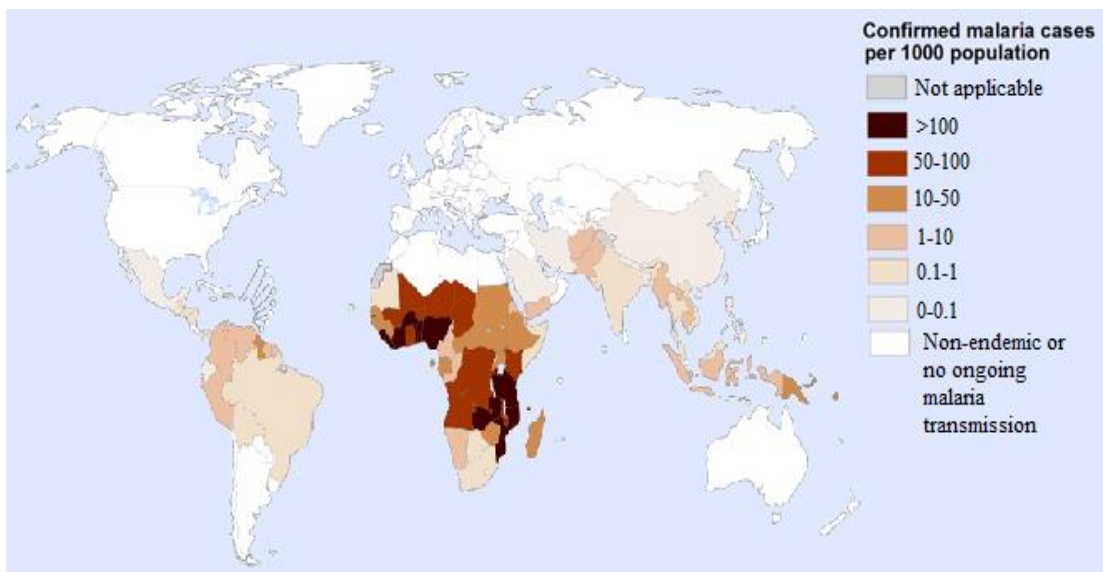 Confirmed malaria cases
per 1000 population
Not applicable
>100
50-100
10-50
1-10
0.1-1
0-0.1
Non-endemic or
no ongoing
malaria
transmission